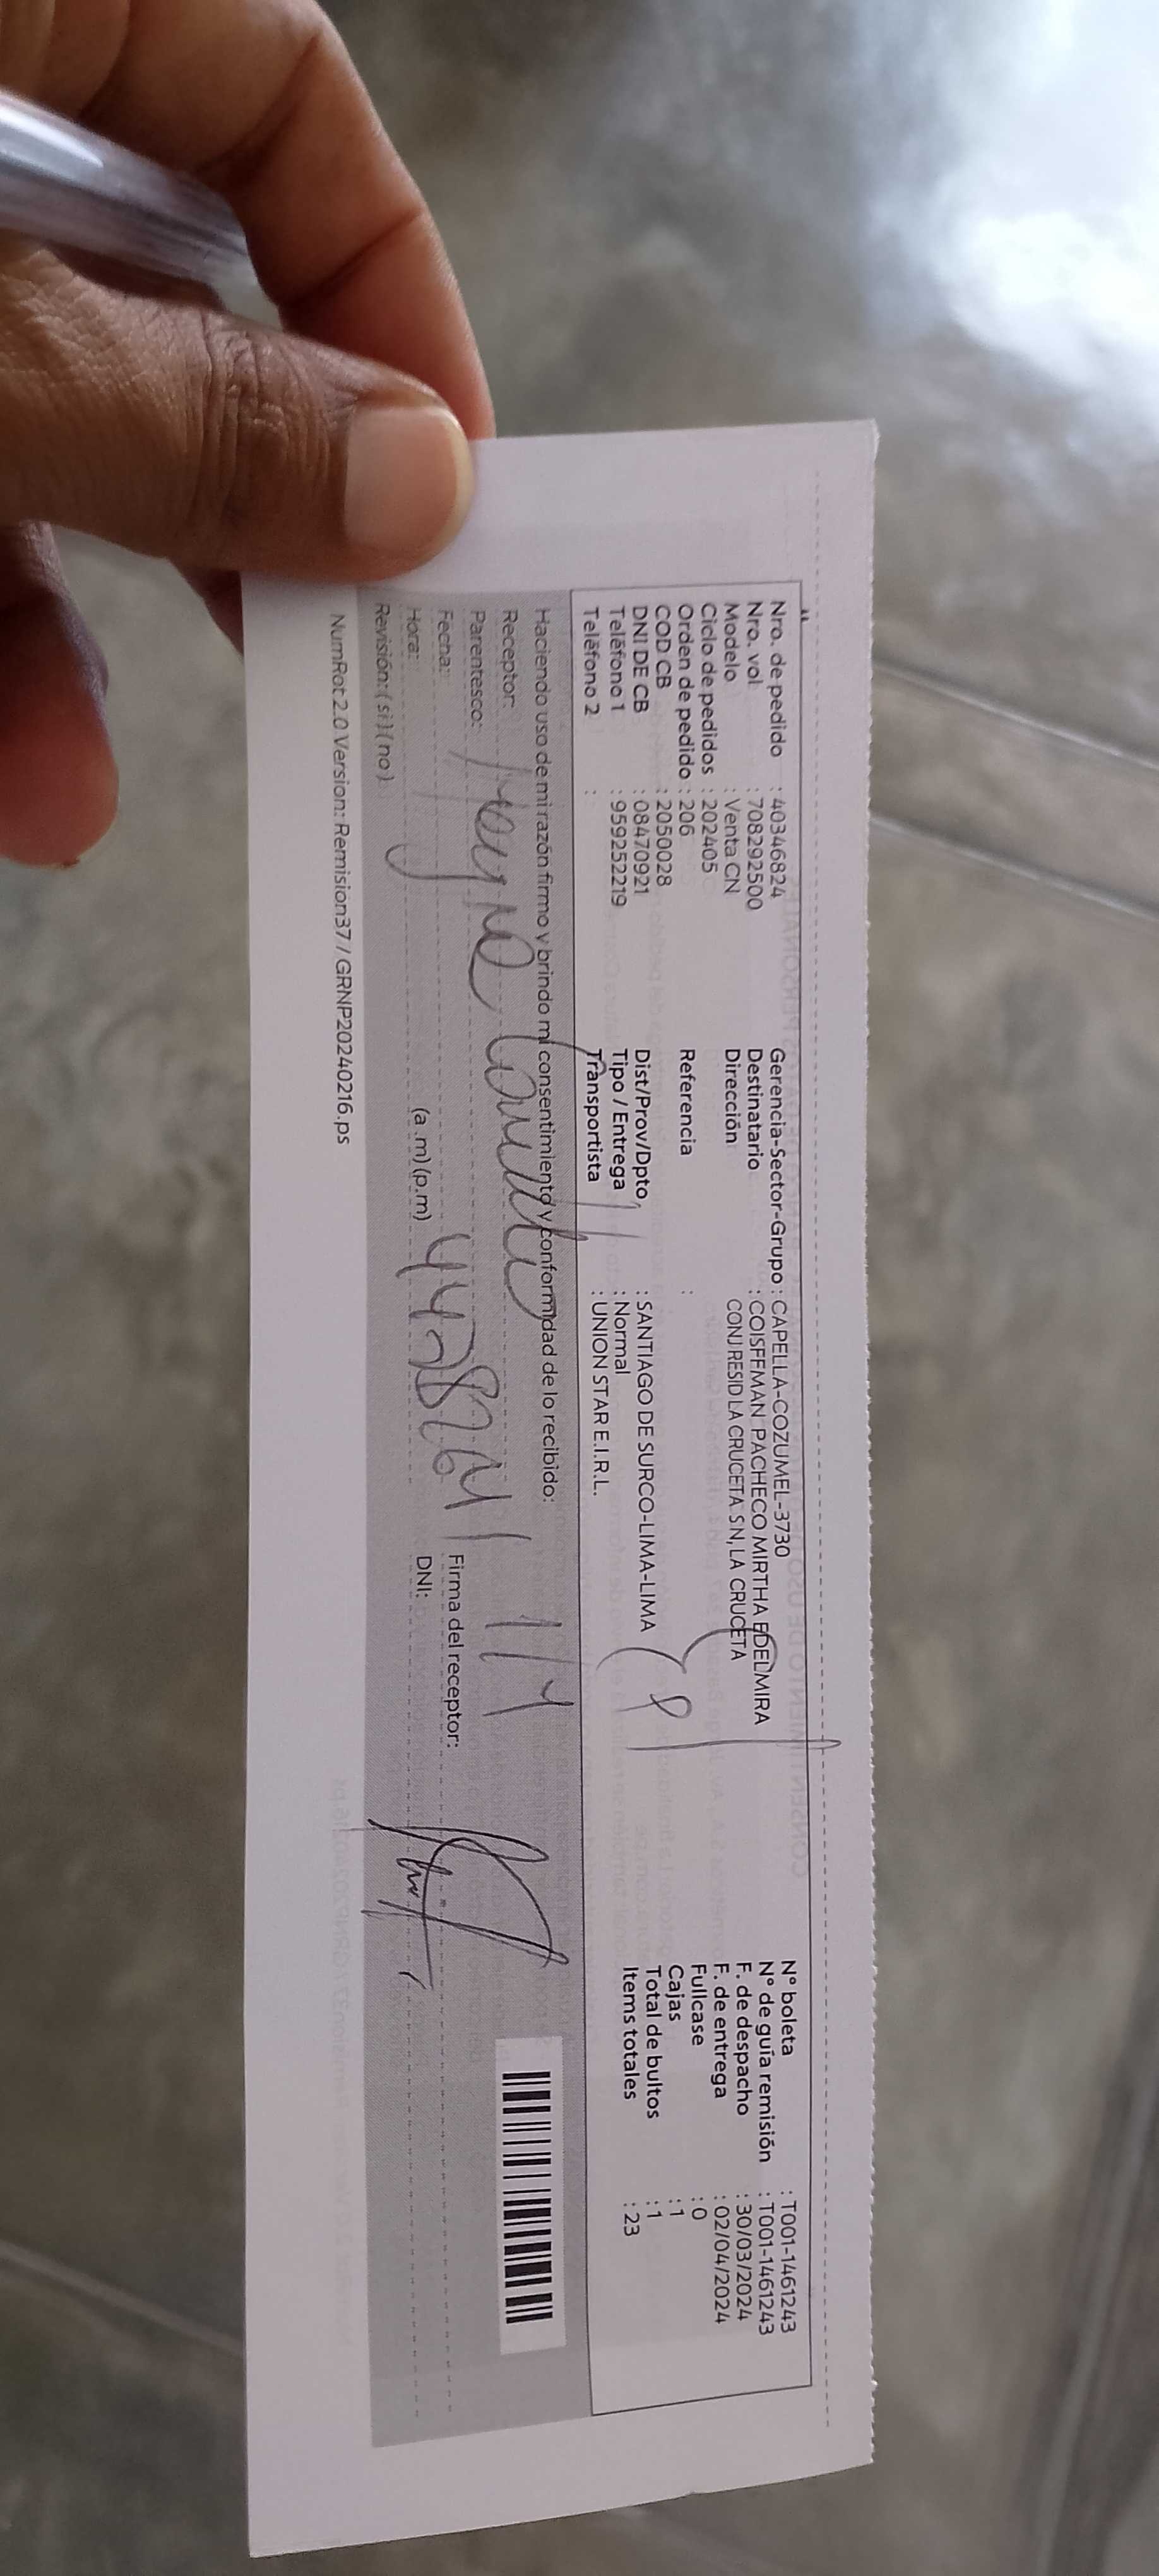 Nro. de pedido : 40346824
Nro. vol : 708292500
Modelo : Venta CN
Ciclo de pedidos : 202405
Orden de pedido : 206
COD CB : 2050028
DNI DE CB : 08470921
Teléfono 1 : 959252219
Teléfono 2 :
Gerencia-Sector-Grupo : CAPELLA-COZUMEL-3730
Destinatario : COISFFMAN PACHECO MIRTHA EDELMIRA
Dirección CONJ RESID LA CRUCETA SN, LA CRUCETA
Referencia :
Dist/Prov/Dpto : SANTIAGO DE SURCO-LIMA-LIMA
Tipo / Entrega : Normal
Transportista : UNION STAR E.I.R.L.
N° boleta : T001-1461243
N° de guía remisión : T001-1461243
F. de despacho : 30/03/2024
F. de entrega : 02/04/2024
Fullcase : 0
Cajas : 1
Total de bultos : 1
Items totales : 23
Haciendo uso de mi razón firmo y brindo mi consentimiento y conformidad de lo recibido:
Receptor:
Parentesco:
Fecha:
Hora: (a .m) (p.m)
Revisión: ( si ) ( no )
Firma del receptor:
DNI:
NumRot 2.0 Version: Remision37 / GRNP20240216.ps